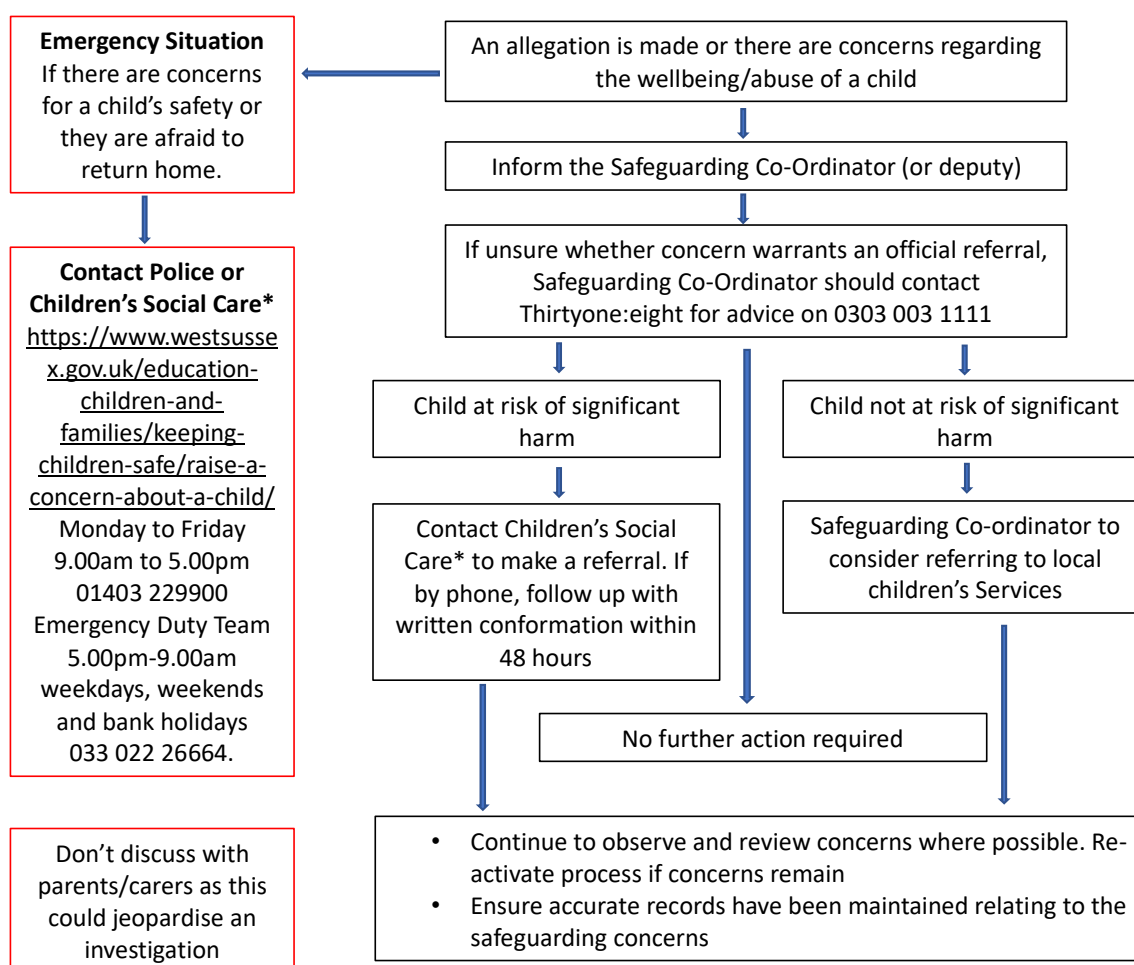 Emergency Situation
If there are concerns
for a child's safety or
they are afraid to
return home.
An allegation is made or there are concerns regarding
the wellbeing/abuse of a child
Inform the Safeguarding Co-Ordinator (or deputy)
If unsure whether concern warrants an official referral,
Safeguarding Co-Ordinator should contact
Thirtyone:eight for advice on 0303 003 1111
Contact Police or
Children's Social Care*
https://www.westsusse
x.gov.uk/education-
children-and-
families/keeping-
children-safe/raise-a-
concern-about-a-child/
Monday to Friday
9.00am to 5.00pm
01403 229900
Emergency Duty Team
5.00pm-9.00am
weekdays, weekends
and bank holidays
033 022 26664.
Child at risk of significant
harm
Child not at risk of significant
harm
Contact Children's Social
Care* to make a referral. If
by phone, follow up with
written conformation within
48 hours
Safeguarding Co-ordinator to
consider referring to local
children's Services
No further action required
Don't discuss with
parents/carers as this
could jeopardise an
investigation
• Continue to observe and review concerns where possible. Re-
activate process if concerns remain
• Ensure accurate records have been maintained relating to the
safeguarding concerns